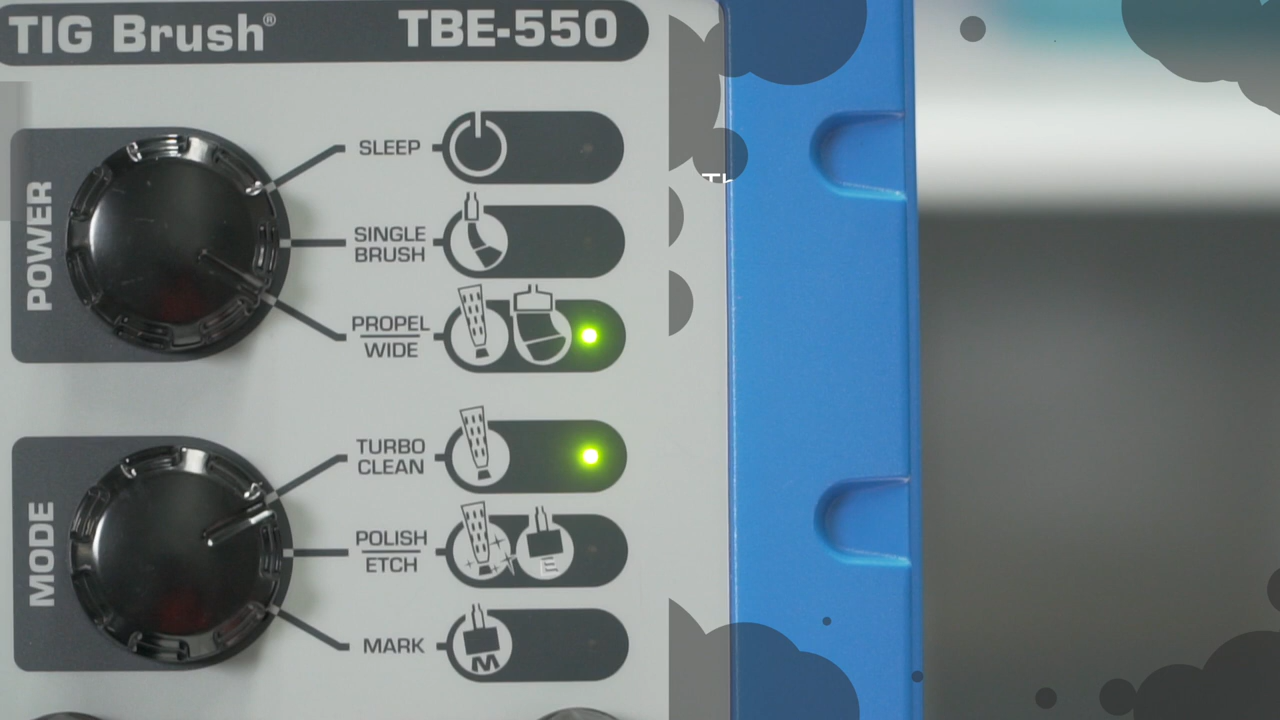 TIG Brush® TBE-550
POWER
SLEEP
SINGLE
BRUSH
PROPEL
WIDE
MODE
TURBO
CLEAN
POLISH
ETCH
E
MARK
M